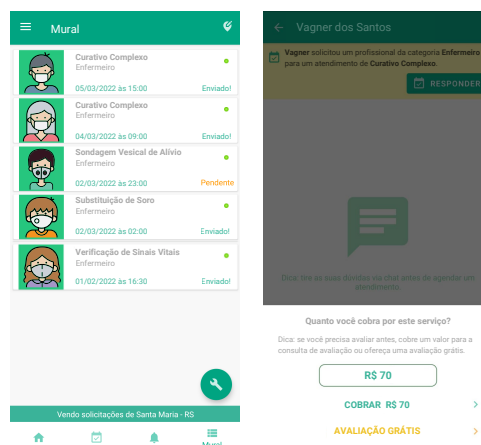 Mural
Curativo Complexo
Enfermeiro
05/03/2022 às 15:00 Enviado!
Curativo Complexo
Enfermeiro
04/03/2022 às 09:00 Enviado!
Sondagem Vesical de Alívio
Enfermeiro
02/03/2022 às 23:00 Pendente
Substituição de Soro
Enfermeiro
02/03/2022 às 02:00 Enviado!
Verificação de Sinais Vitais
Enfermeiro
01/02/2022 às 16:30 Enviado!
Vendo solicitações de Santa Maria - RS
Mural
Vagner dos Santos
Vagner solicitou um profissional da categoria Enfermeiro
para um atendimento de Curativo Complexo.
RESPONDER
Dica: tire as suas dúvidas via chat antes de agendar um
atendimento.
Quanto você cobra por este serviço?
Dica: se você precisa avaliar antes, cobre um valor para a
consulta de avaliação ou ofereça uma avaliação grátis.
R$ 70
COBRAR R$ 70
AVALIAÇÃO GRÁTIS